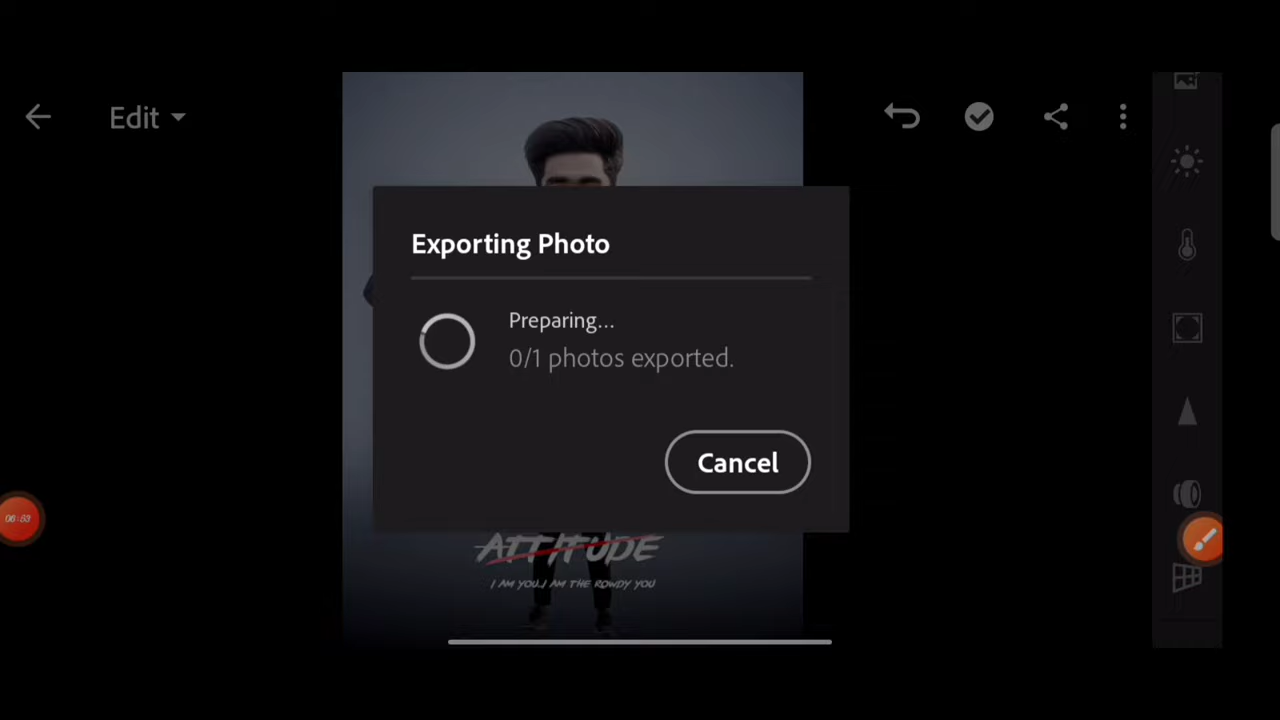 Edit
Exporting Photo
Preparing...
0/1 photos exported.
Cancel
ATTITUDE
I AM YOU..I AM THE ROWDY YOU